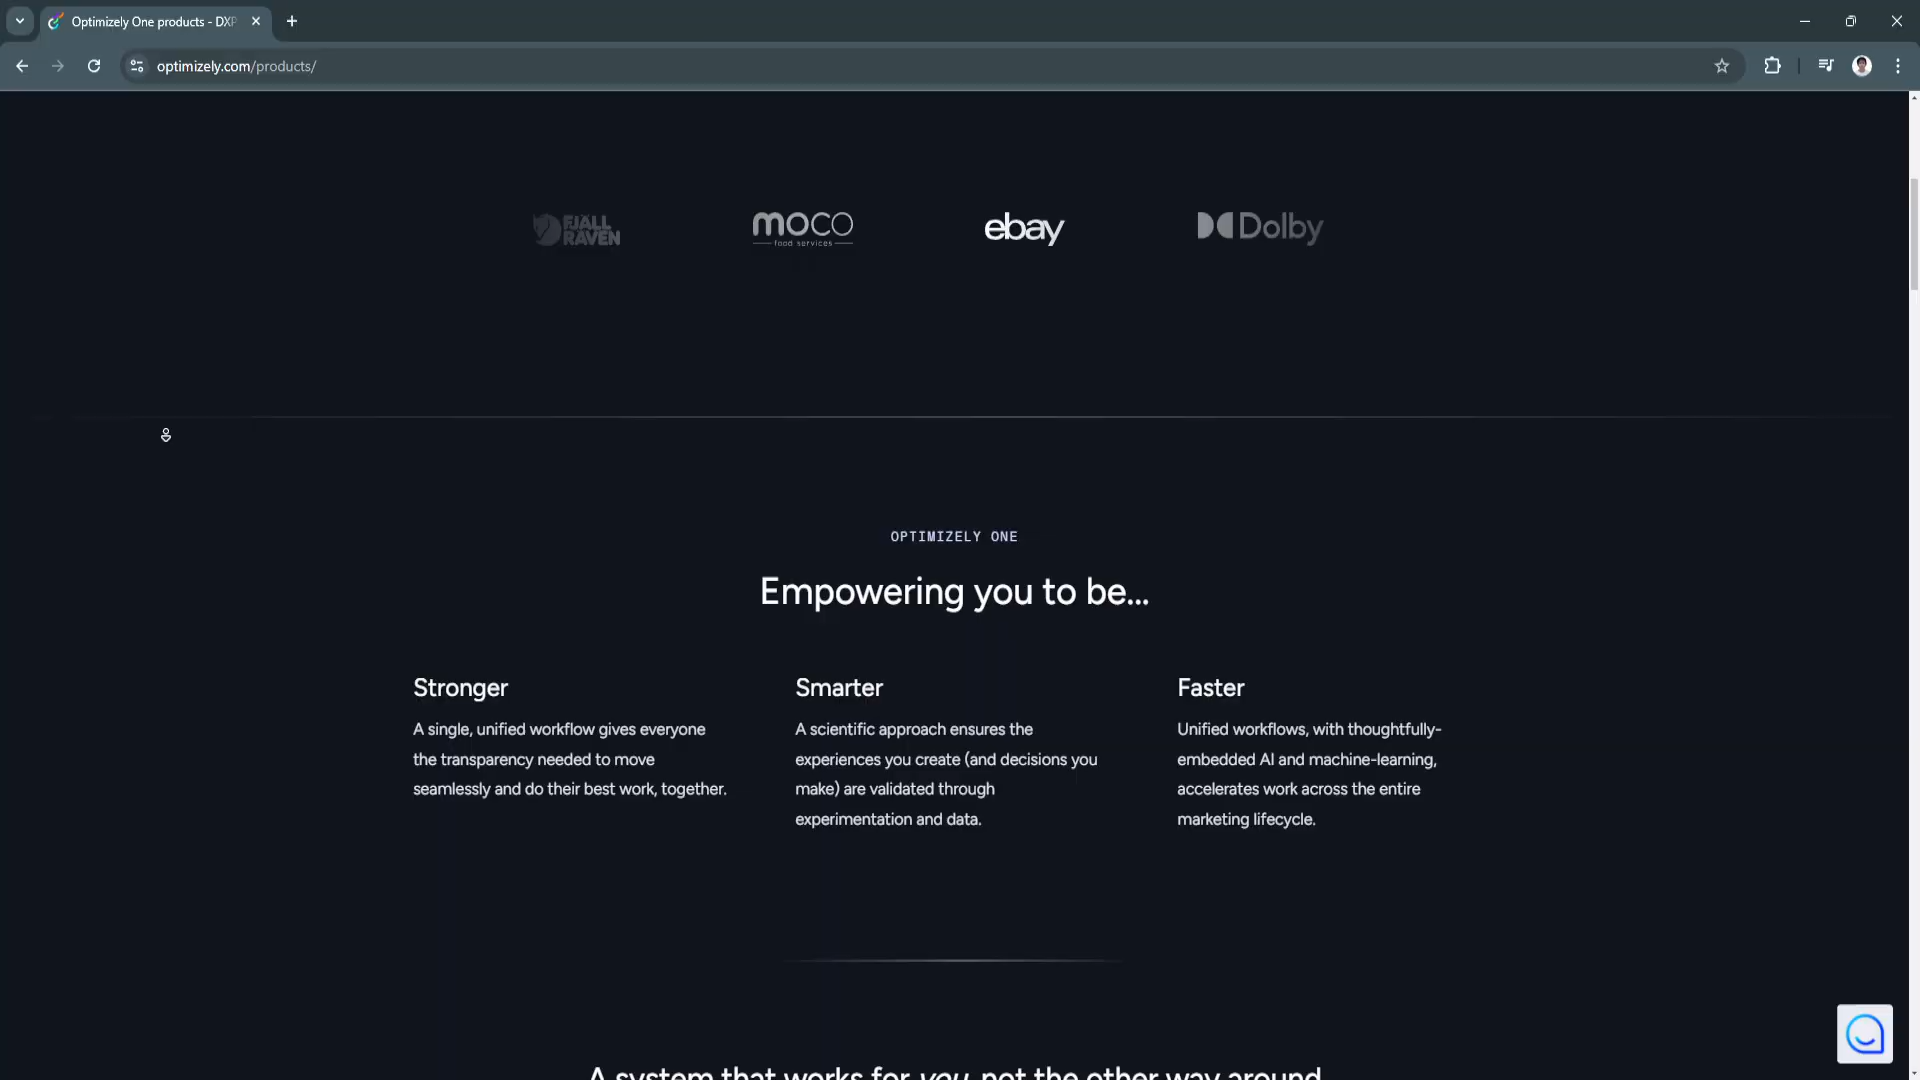 Optimizely One products - DXP
optimizely.com/products/
FJÄLL
RAVEN
moco
food services
ebay
Dolby
OPTIMIZELY ONE
Empowering you to be...
Stronger
A single, unified workflow gives everyone
the transparency needed to move
seamlessly and do their best work, together.
Smarter
A scientific approach ensures the
experiences you create (and decisions you
make) are validated through
experimentation and data.
Faster
Unified workflows, with thoughtfully-
embedded AI and machine-learning,
accelerates work across the entire
marketing lifecycle.
A system that works for you, not the other way around